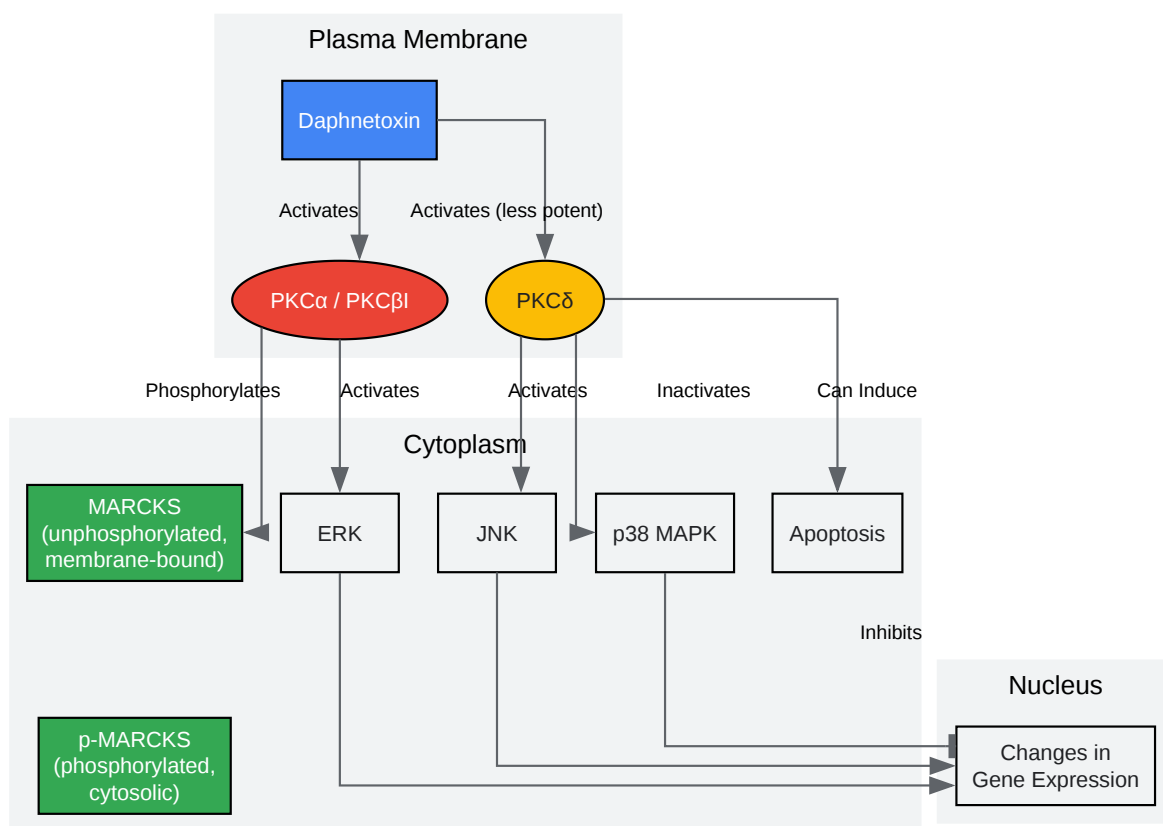 Plasma Membrane
Daphnetoxin
Activates
Activates (less potent)
PKCα / PKCβI
PKCδ
Phosphorylates
Activates
Activates
Inactivates
Can Induce
Cytoplasm
MARCKS
(unphosphorylated,
membrane-bound)
ERK
JNK
p38 MAPK
Apoptosis
Inhibits
Nucleus
p-MARCKS
(phosphorylated,
cytosolic)
Changes in
Gene Expression